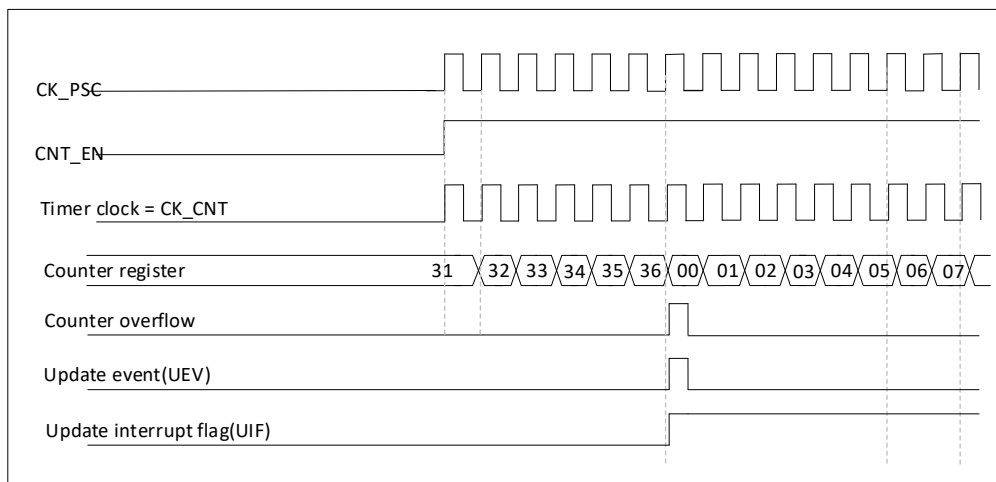 CK_PSC
CNT_EN
Timer clock = CK_CNT
Counter register 31 32 33 34 35 36 00 01 02 03 04 05 06 07
Counter overflow
Update event(UEV)
Update interrupt flag(UIF)